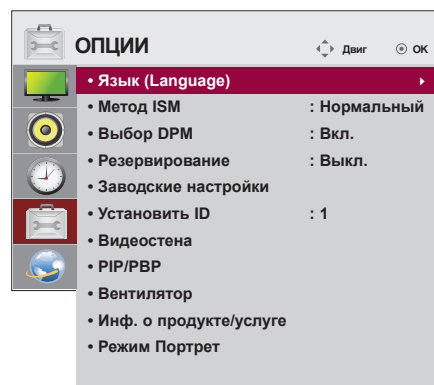 ОПЦИИ Двиг ОК
• Язык (Language)
• Метод ISM : Нормальный
• Выбор DPM : Вкл.
• Резервирование : Выкл.
• Заводские настройки
• Установить ID : 1
• Видеостена
• PIP/PBP
• Вентилятор
• Инф. о продукте/услуге
• Режим Портрет